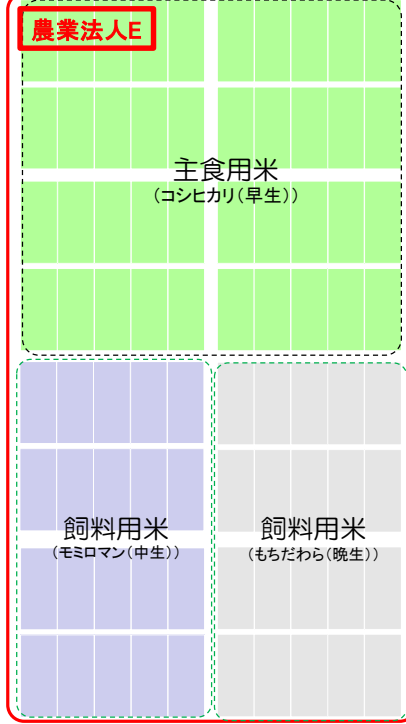 農業法人E
主食用米
(コシヒカリ(早生))
飼料用米
(モミロマン(中生))
飼料用米
(もちだわら(晩生))